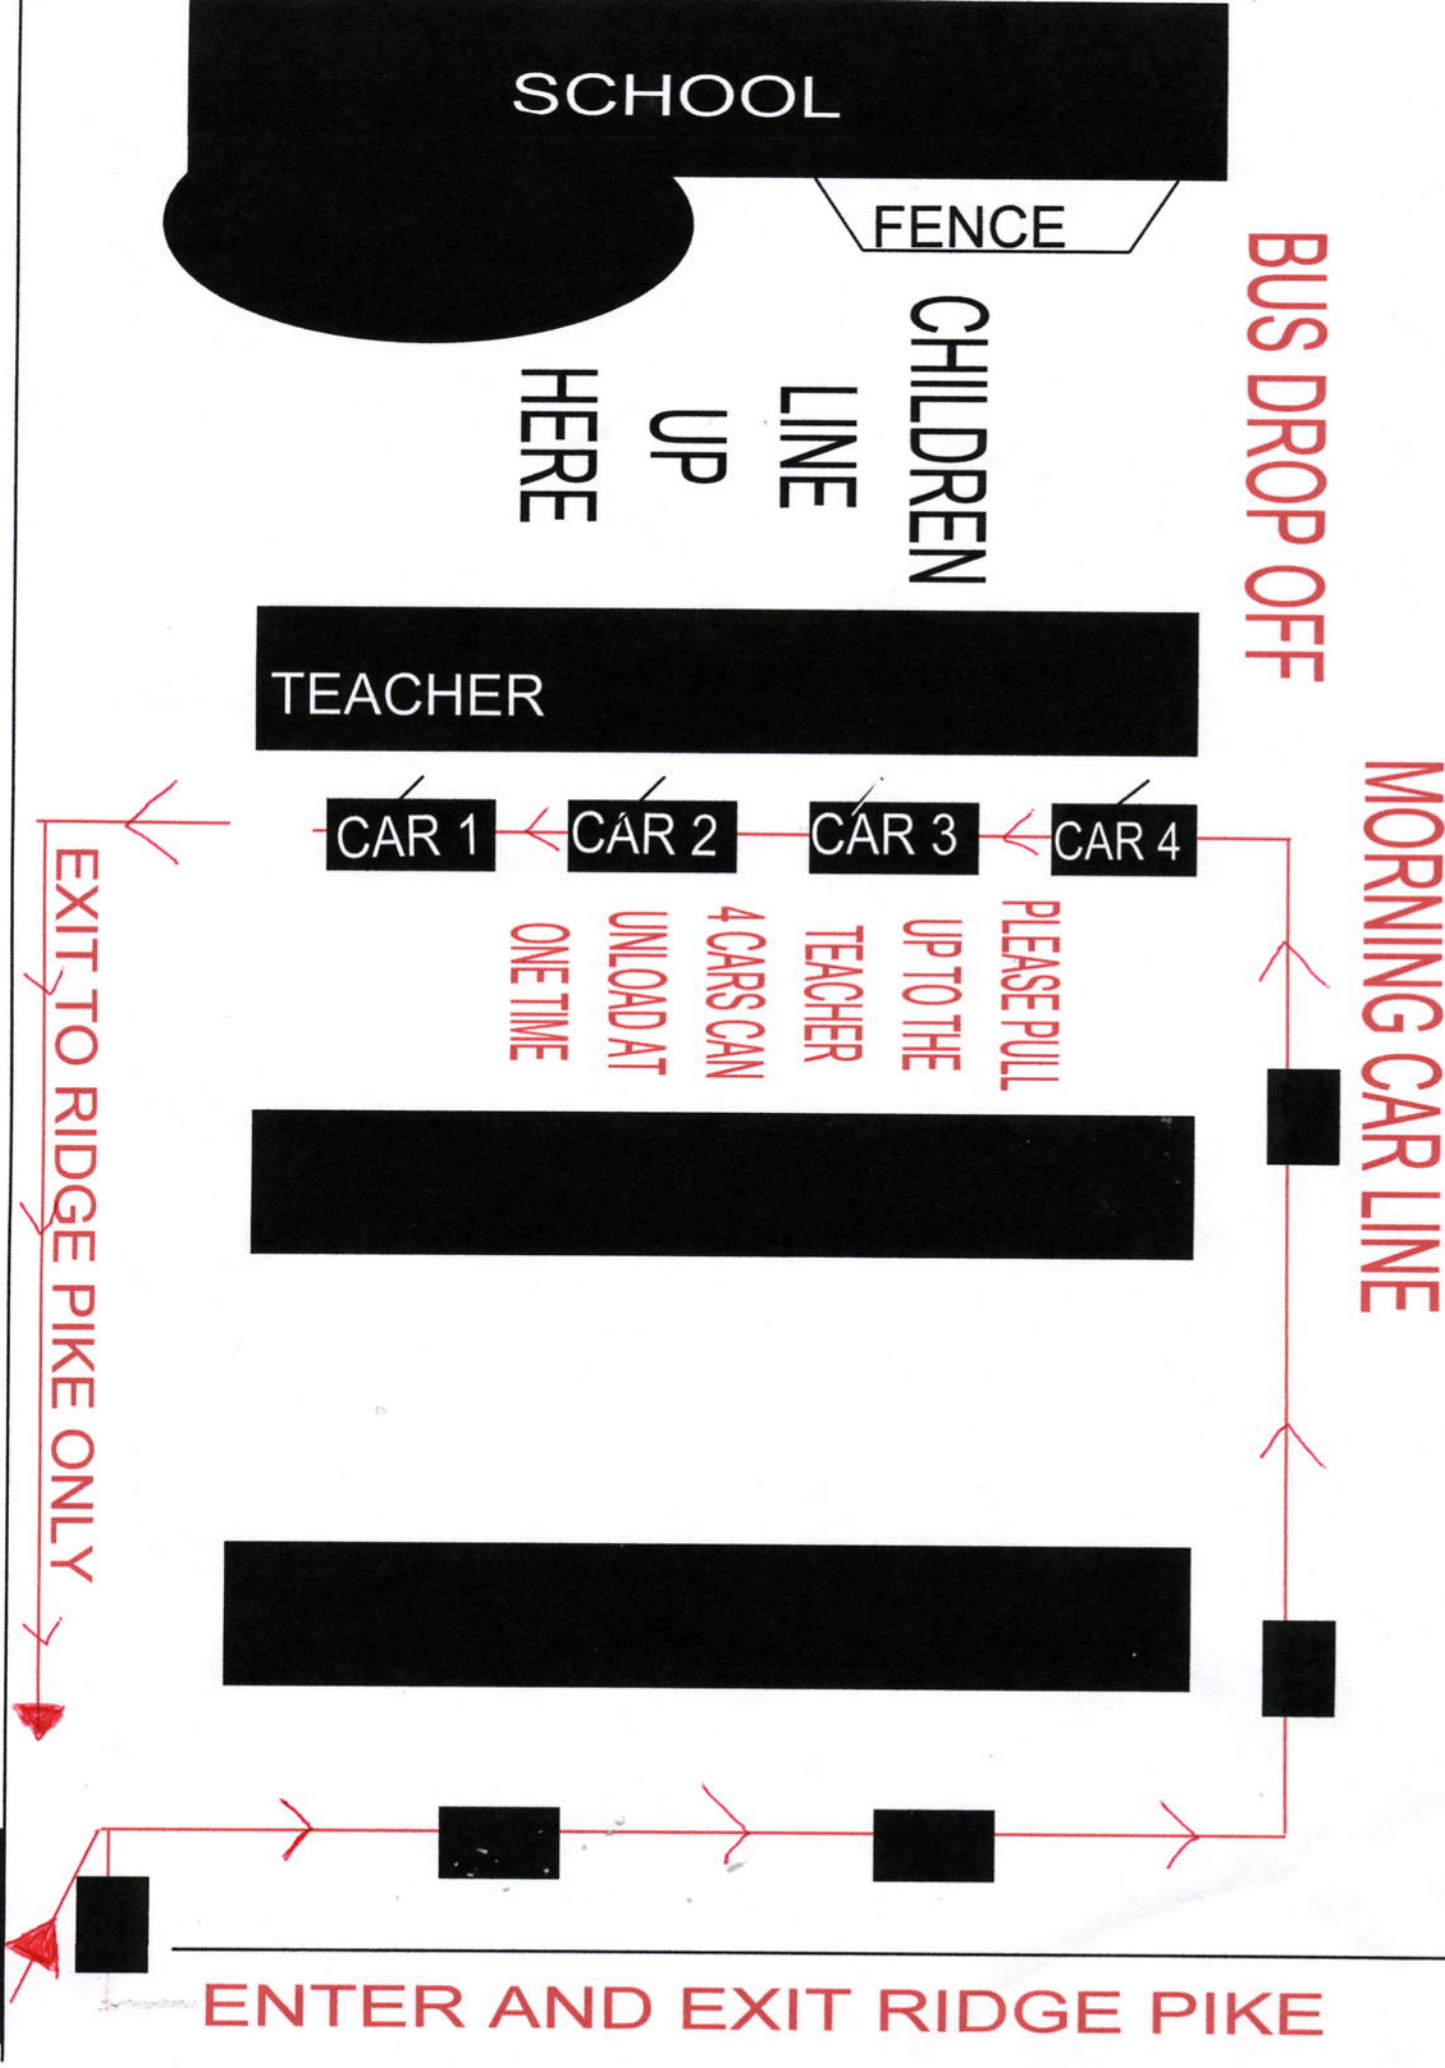 SCHOOL
FENCE
BUS DROP OFF
CHILDREN
LINE
UP
HERE
TEACHER
MORNING CAR LINE
CAR 1
CAR 2
CAR 3
CAR 4
PLEASE PULL
UP TO THE
TEACHER
4 CARS CAN
UNLOAD AT
ONE TIME
EXIT TO RIDGE PIKE ONLY
ENTER AND EXIT RIDGE PIKE